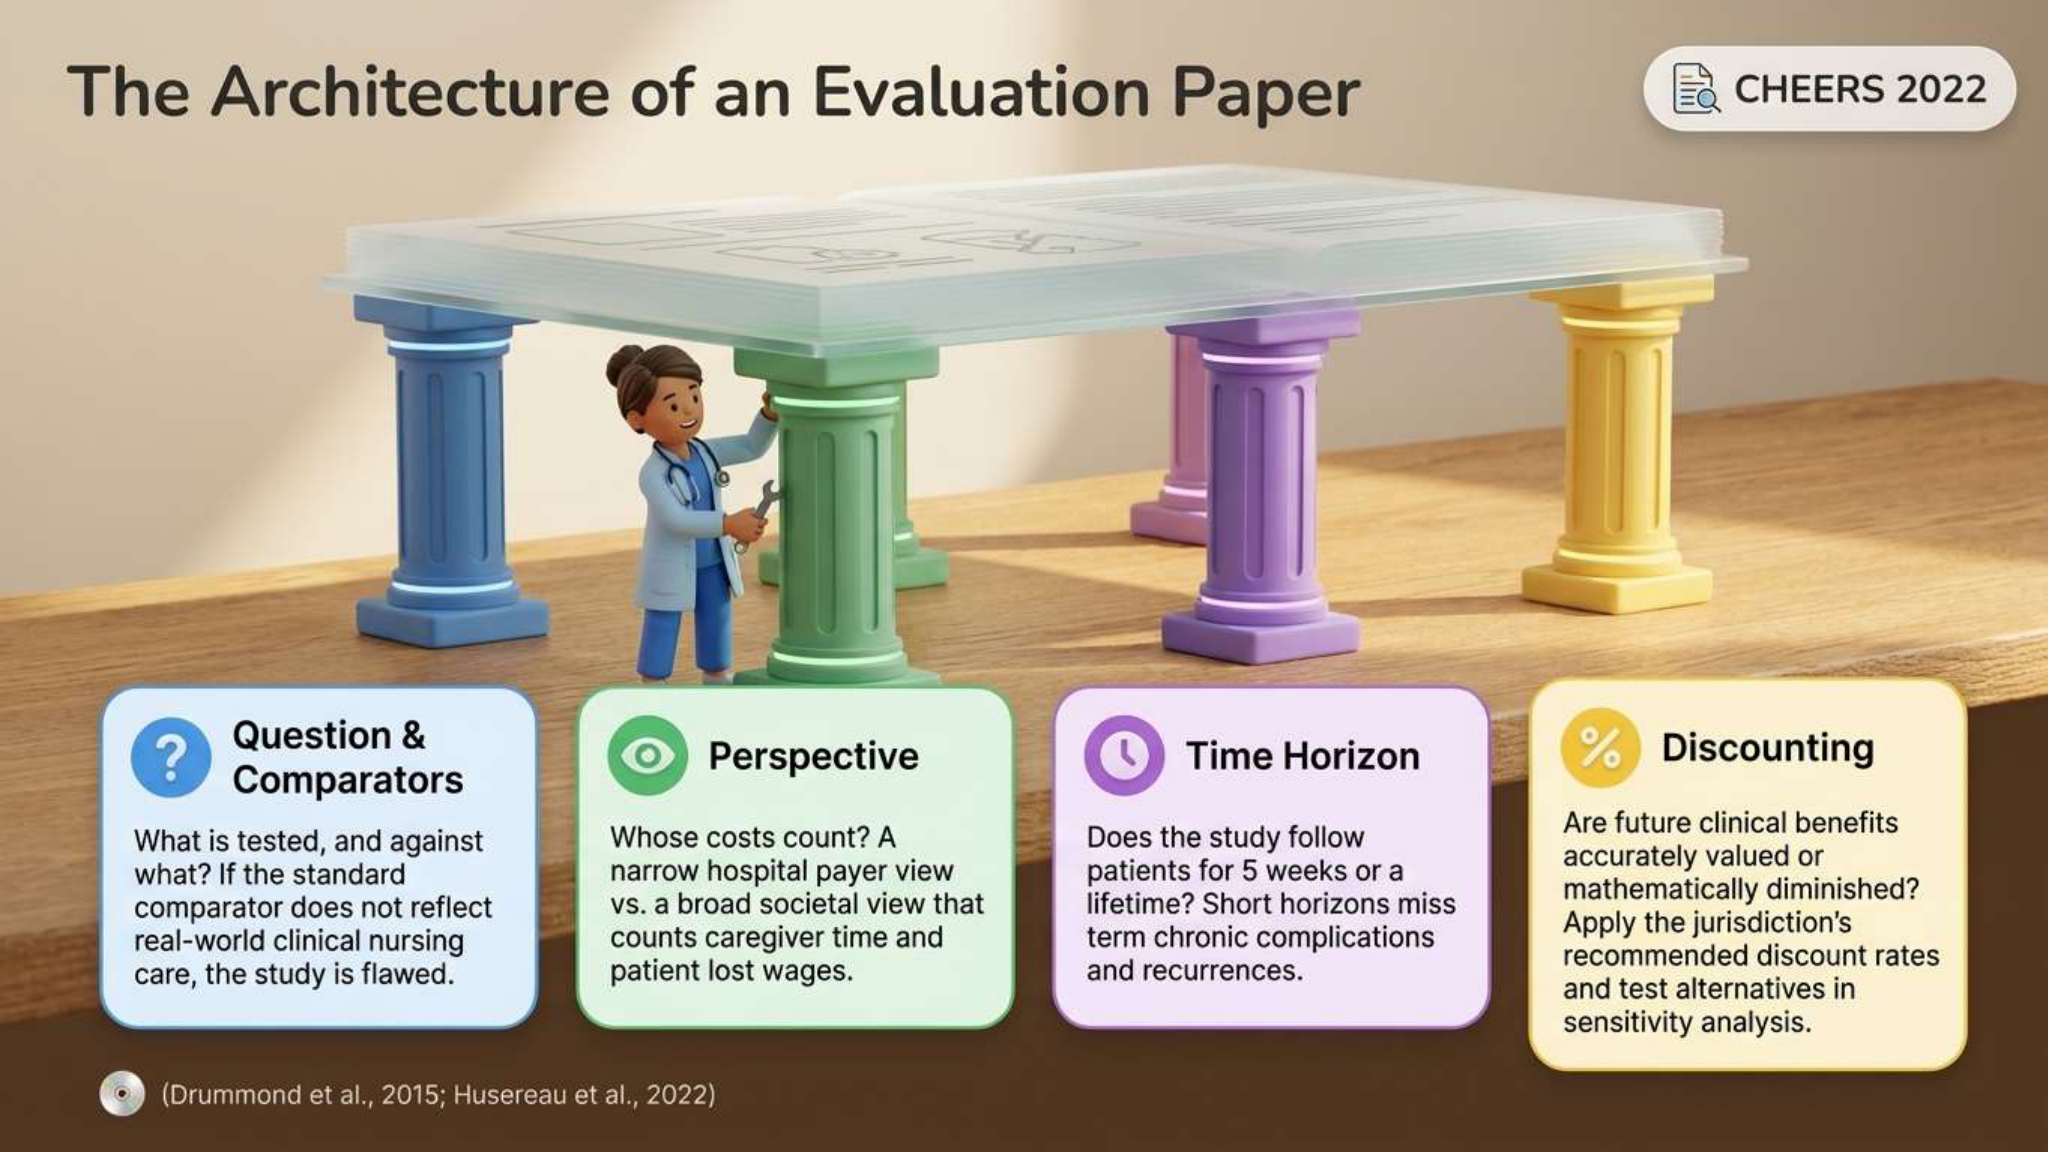 The Architecture of an Evaluation Paper
CHEERS 2022
Question &
Comparators
What is tested, and against
what? If the standard
comparator does not reflect
real-world clinical nursing
care, the study is flawed.
Perspective
Whose costs count? A
narrow hospital payer view
vs. a broad societal view that
counts caregiver time and
patient lost wages.
Time Horizon
Does the study follow
patients for 5 weeks or a
lifetime? Short horizons miss
term chronic complications
and recurrences.
Discounting
Are future clinical benefits
accurately valued or
mathematically diminished?
Apply the jurisdiction's
recommended discount rates
and test alternatives in
sensitivity analysis.
(Drummond et al., 2015; Husereau et al., 2022)